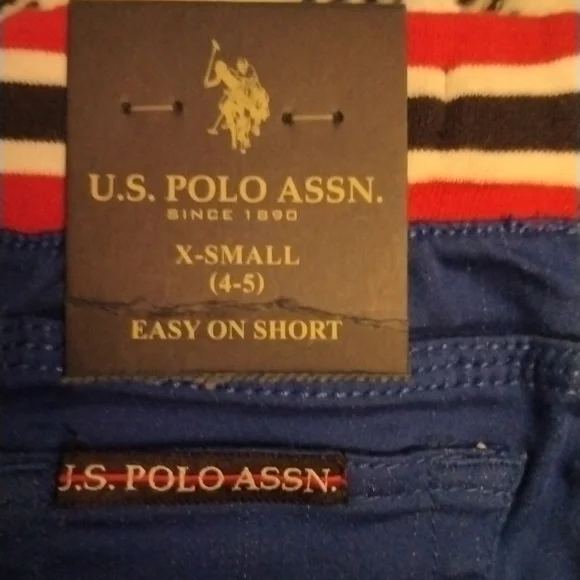 U.S. POLO ASSN.
SINCE 1890
X-SMALL
(4-5)
EASY ON SHORT
U.S. POLO ASSN.